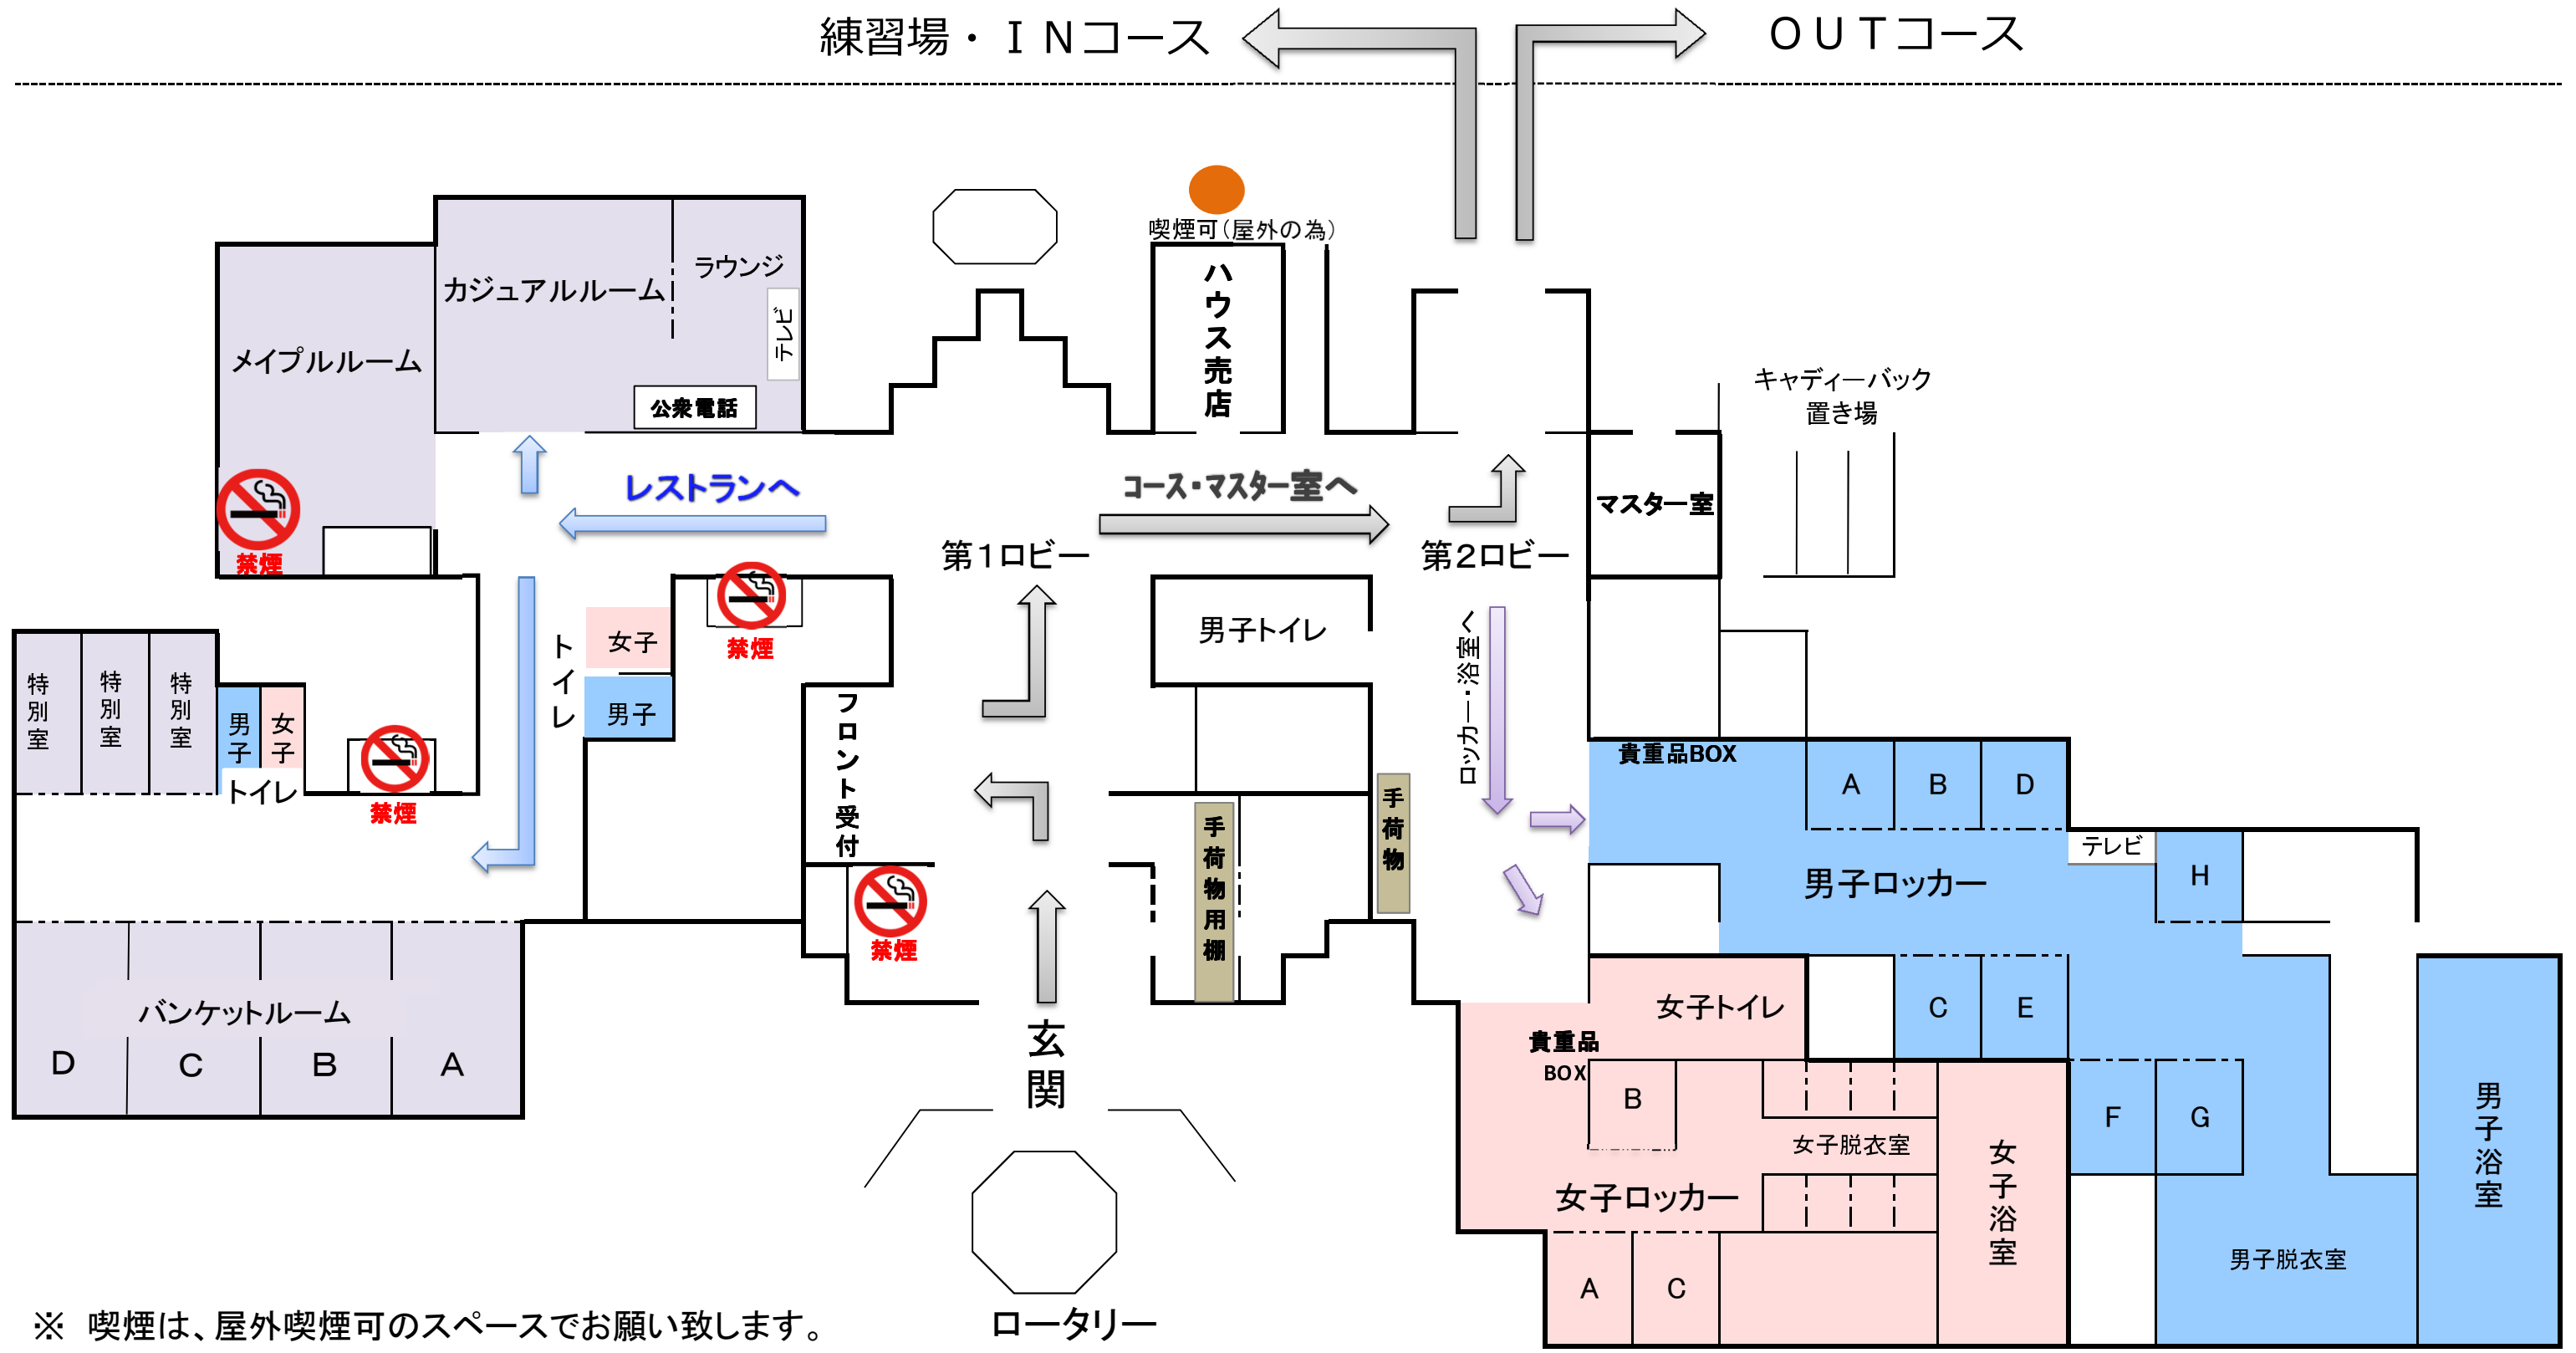 練習場・ＩＮコース
ＯＵＴコース
喫煙可（屋外の為）
ハウス売店
カジュアルルーム
ラウンジ
テレビ
公衆電話
メイプルルーム
禁煙
レストランへ
コース・マスター室へ
第１ロビー
第２ロビー
マスター室
キャディーバック
置き場
トイレ
女子
男子
禁煙
男子トイレ
ロッカー・浴室へ
特別室
特別室
特別室
男子
女子
トイレ
禁煙
フロント受付
禁煙
手荷物用棚
手荷物
貴重品BOX
A
B
D
テレビ
H
男子ロッカー
C
E
F
G
男子浴室
男子脱衣室
バンケットルーム
D
C
B
A
玄関
ロータリー
女子トイレ
貴重品
BOX
B
女子脱衣室
女子ロッカー
女子浴室
A
C
※　喫煙は、屋外喫煙可のスペースでお願い致します。